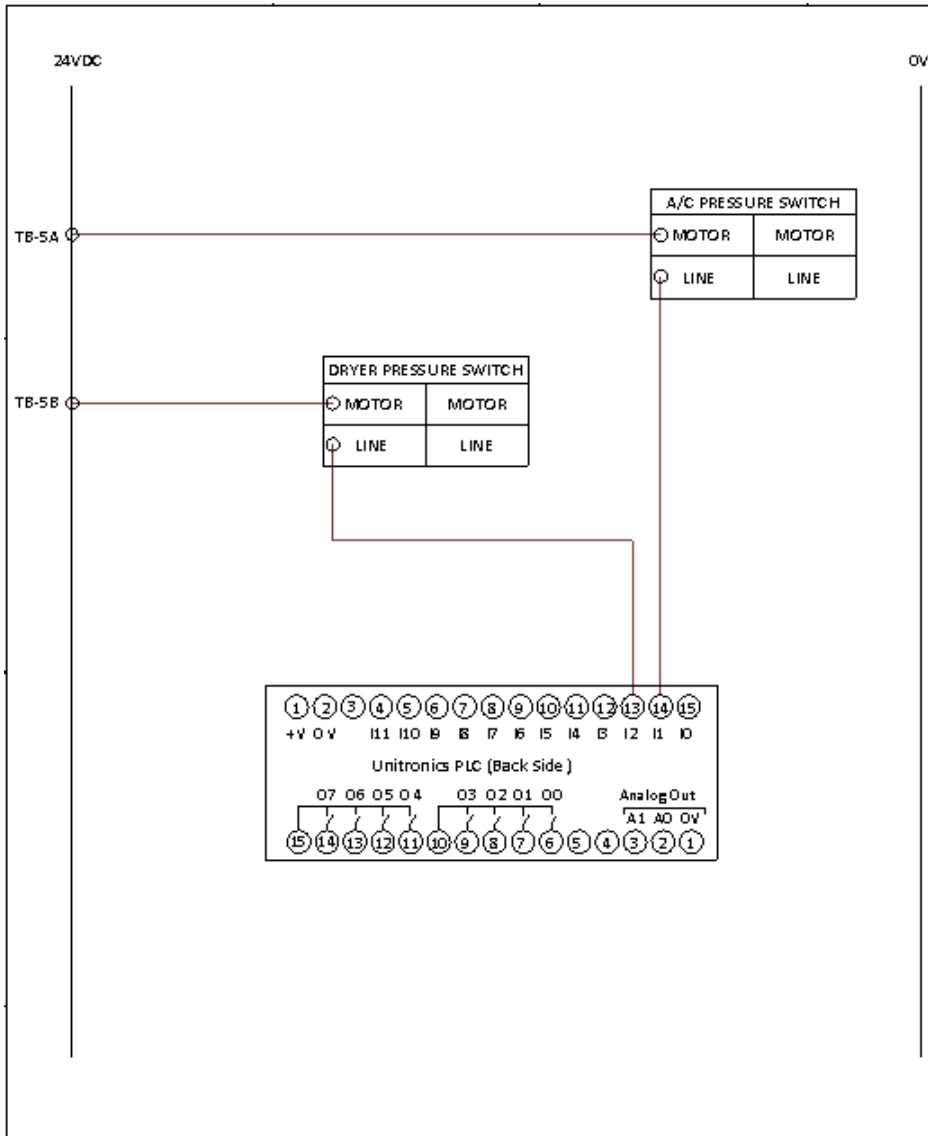 24VDC
0V
A/C PRESSURE SWITCH
TB-5A
MOTOR MOTOR
LINE LINE
DRYER PRESSURE SWITCH
TB-5B
MOTOR MOTOR
LINE LINE
1 2 3 4 5 6 7 8 9 10 11 12 13 14 15
+V 0V I11 I10 I9 I8 I7 I6 I5 I4 I3 I2 I1 I0
Unitronics PLC (Back Side)
O7 O6 O5 O4 O3 O2 O1 O0 Analog Out
A1 A0 0V
15 14 13 12 11 10 9 8 7 6 5 4 3 2 1